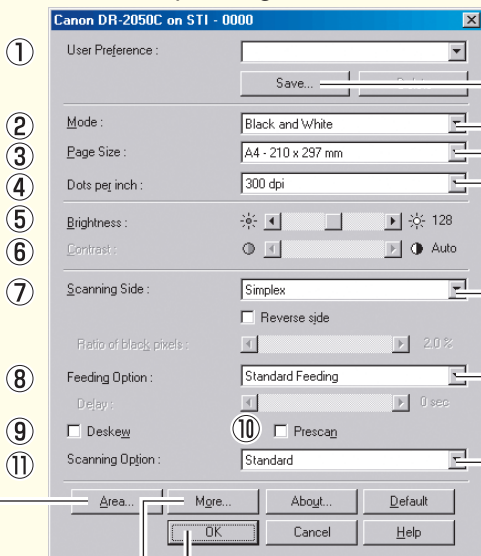 Canon DR-2050C on STI - 0000
① User Preference :
Save...
② Mode : Black and White
③ Page Size : A4 - 210 x 297 mm
④ Dots per inch : 300 dpi
⑤ Brightness : 128
⑥ Contrast : Auto
⑦ Scanning Side : Simplex
Reverse side
Ratio of black pixels : 2.0 %
⑧ Feeding Option : Standard Feeding
Delay : 0 sec
⑨ Deskew ⑩ Prescan
⑪ Scanning Option : Standard
Area... More... About... Default
OK Cancel Help